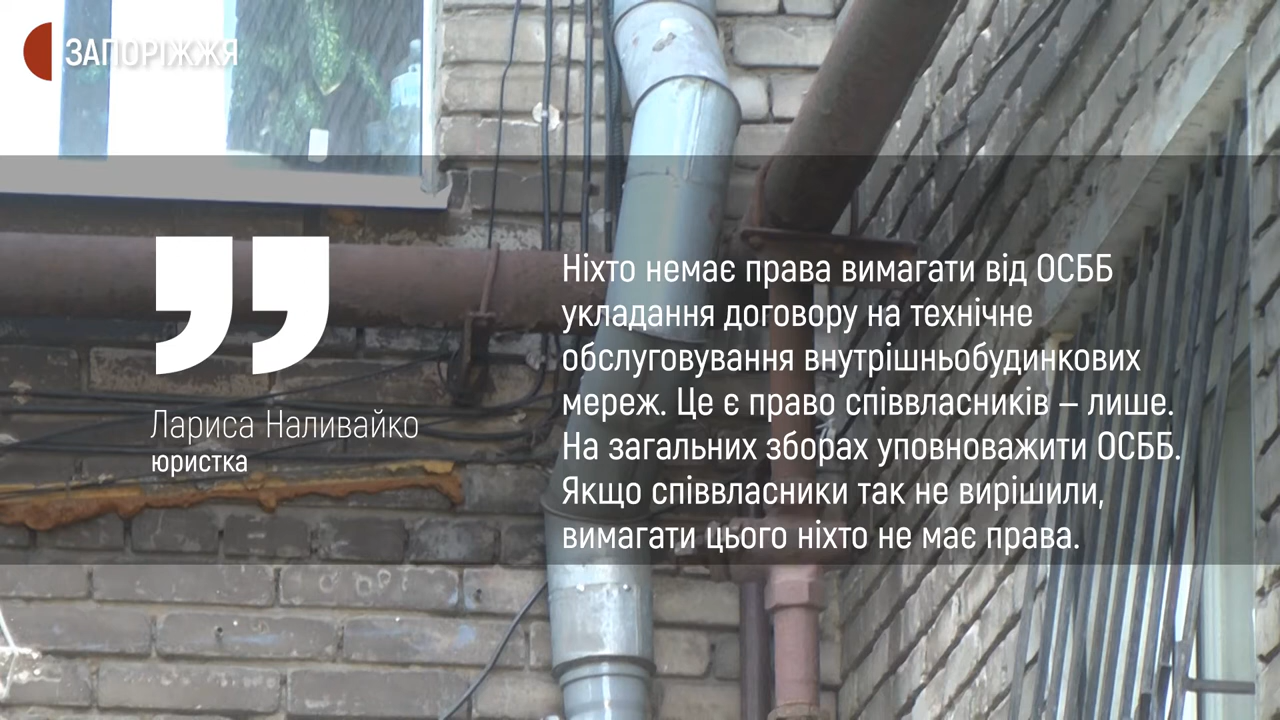 ЗАПОРІЖЖЯ
Ніхто немає права вимагати від ОСББ
укладання договору на технічне
обслуговування внутрішньобудинкових
мереж. Це є право співвласників – лише.
На загальних зборах уповноважити ОСББ.
Якщо співвласники так не вирішили,
вимагати цього ніхто не має права.
Лариса Наливайко
юристка